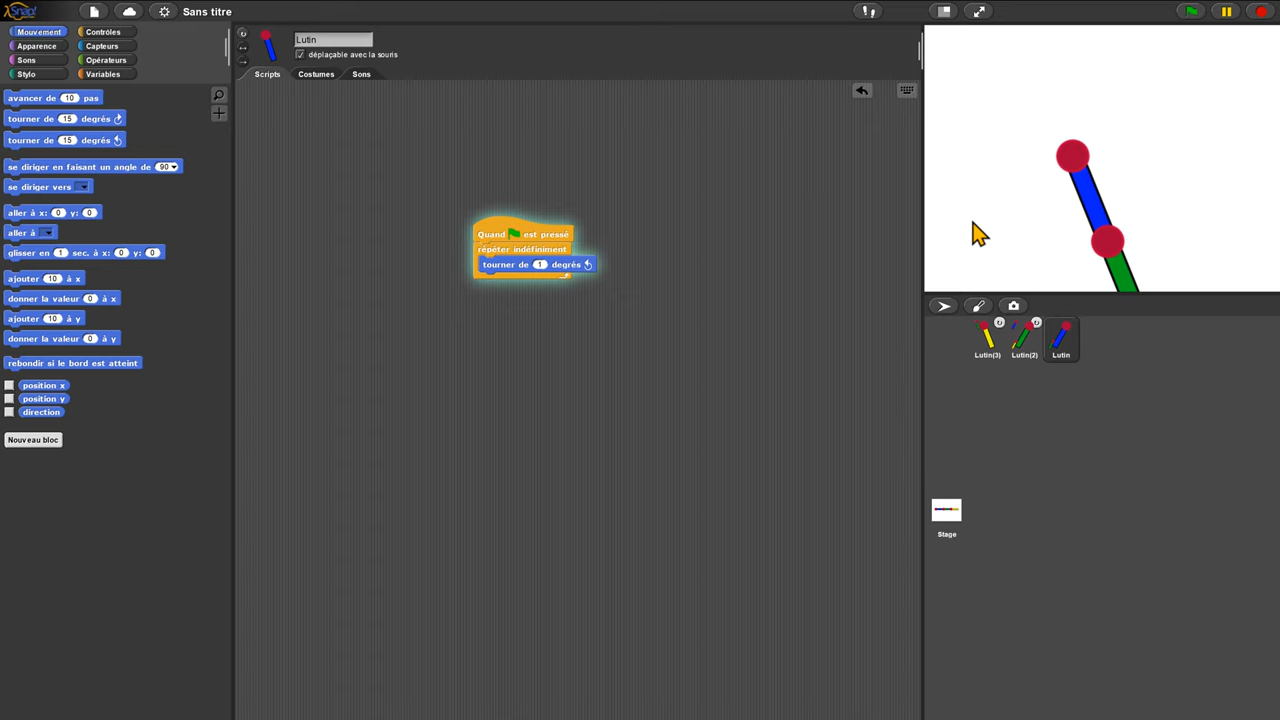 Snap!
Sans titre
Mouvement
Contrôles
Apparence
Capteurs
Sons
Opérateurs
Stylo
Variables
avancer de 10 pas
tourner de 15 degrés
tourner de 15 degrés
se diriger en faisant un angle de 90
se diriger vers
aller à x: 0 y: 0
aller à
glisser en 1 sec. à x: 0 y: 0
ajouter 10 à x
donner la valeur 0 à x
ajouter 10 à y
donner la valeur 0 à y
rebondir si le bord est atteint
position x
position y
direction
Nouveau bloc
Lutin
déplaçable avec la souris
Scripts
Costumes
Sons
Quand est pressé
répéter indéfiniment
tourner de 1 degrés
Lutin(3)
Lutin(2)
Lutin
Stage